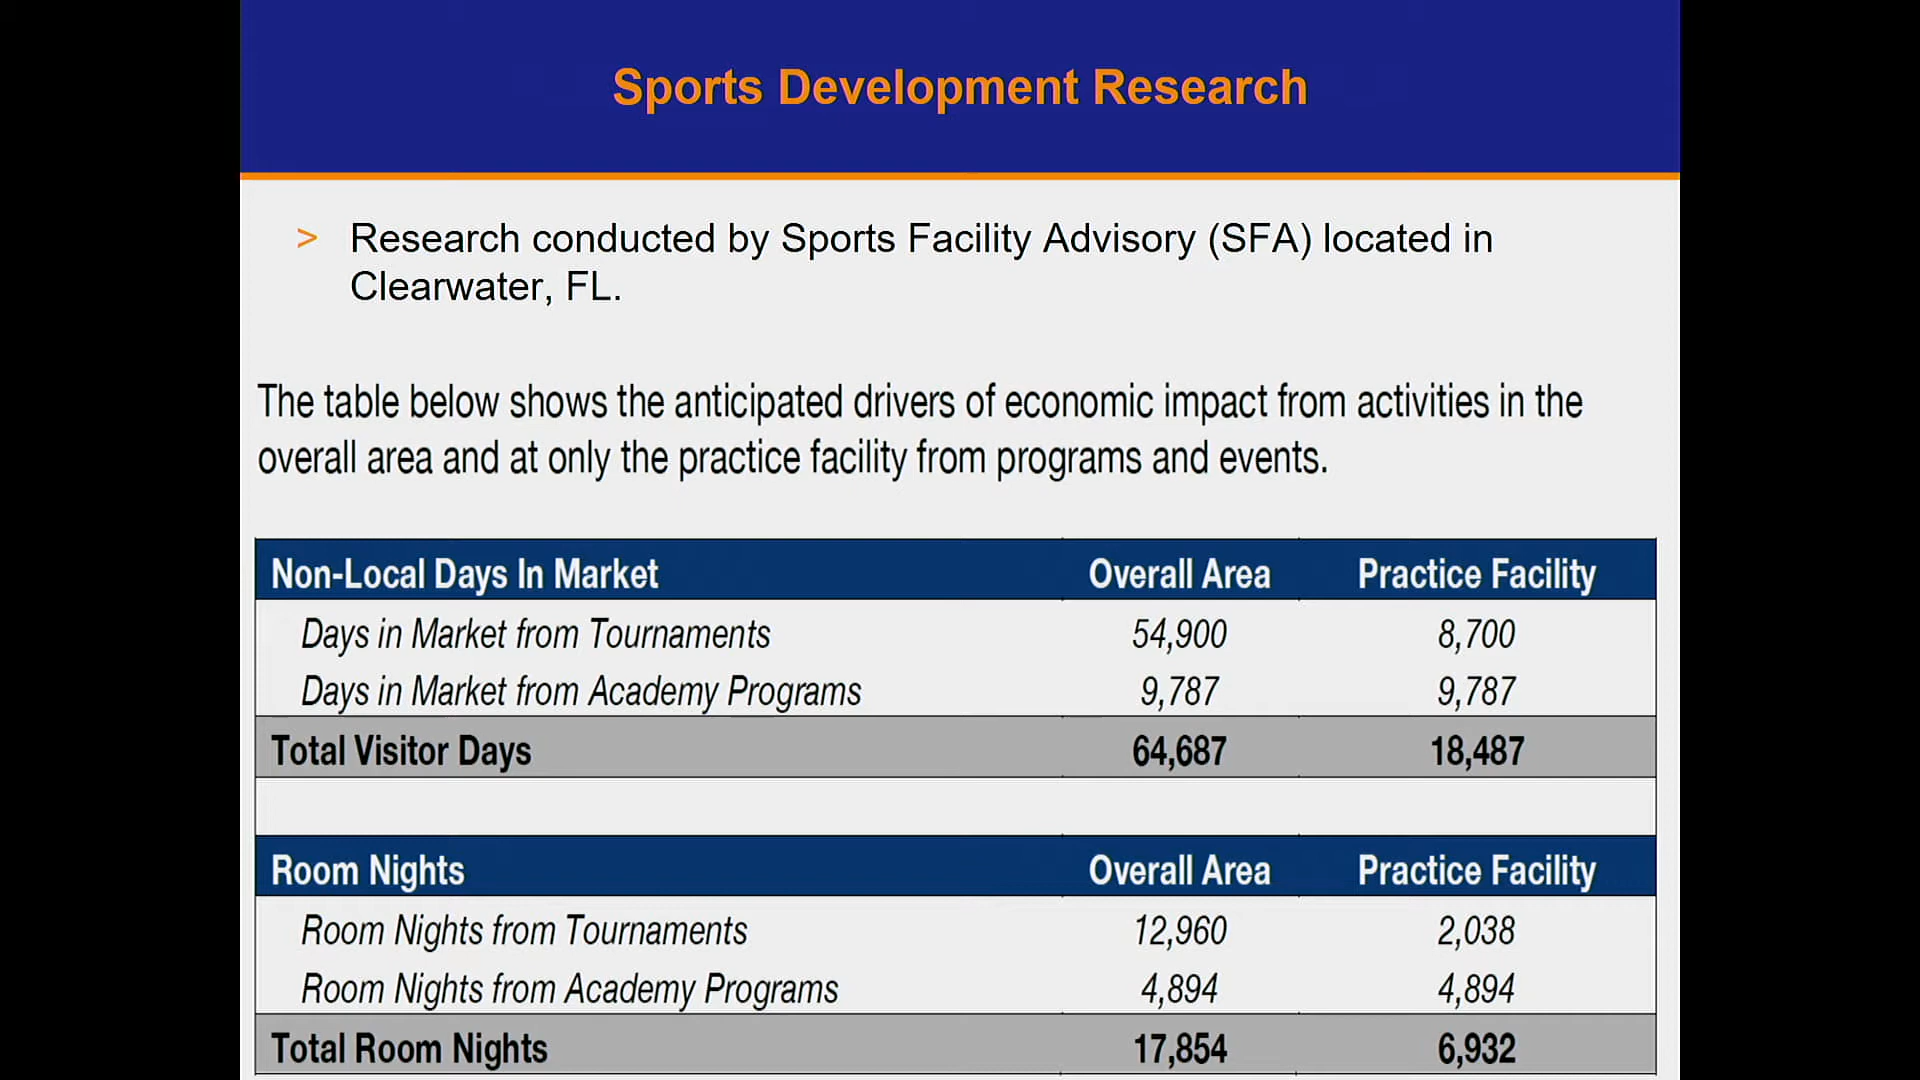 Sports Development Research
> Research conducted by Sports Facility Advisory (SFA) located in
Clearwater, FL.
The table below shows the anticipated drivers of economic impact from activities in the
overall area and at only the practice facility from programs and events.
Non-Local Days In Market Overall Area Practice Facility
Days in Market from Tournaments 54,900 8,700
Days in Market from Academy Programs 9,787 9,787
Total Visitor Days 64,687 18,487
Room Nights Overall Area Practice Facility
Room Nights from Tournaments 12,960 2,038
Room Nights from Academy Programs 4,894 4,894
Total Room Nights 17,854 6,932